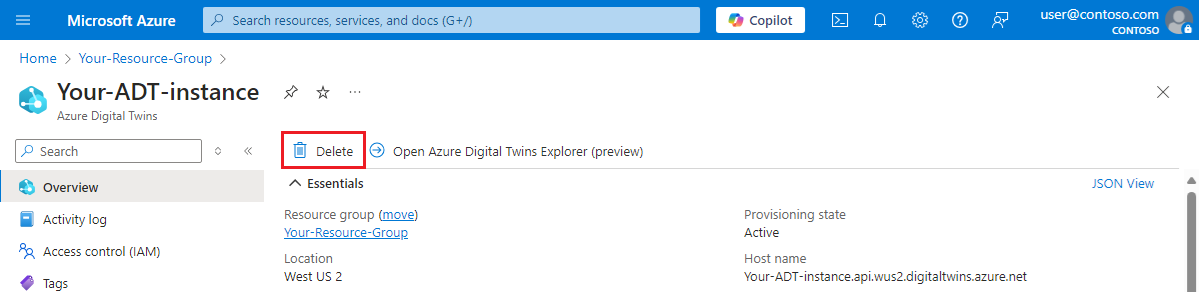 Microsoft Azure
Search resources, services, and docs (G+/)
Copilot
user@contoso.com
CONTOSO
Home > Your-Resource-Group >
Your-ADT-instance
Azure Digital Twins
Search
Delete
Open Azure Digital Twins Explorer (preview)
Overview
Activity log
Access control (IAM)
Tags
Essentials
JSON View
Resource group (move)
Your-Resource-Group
Location
West US 2
Provisioning state
Active
Host name
Your-ADT-instance.api.wus2.digitaltwins.azure.net